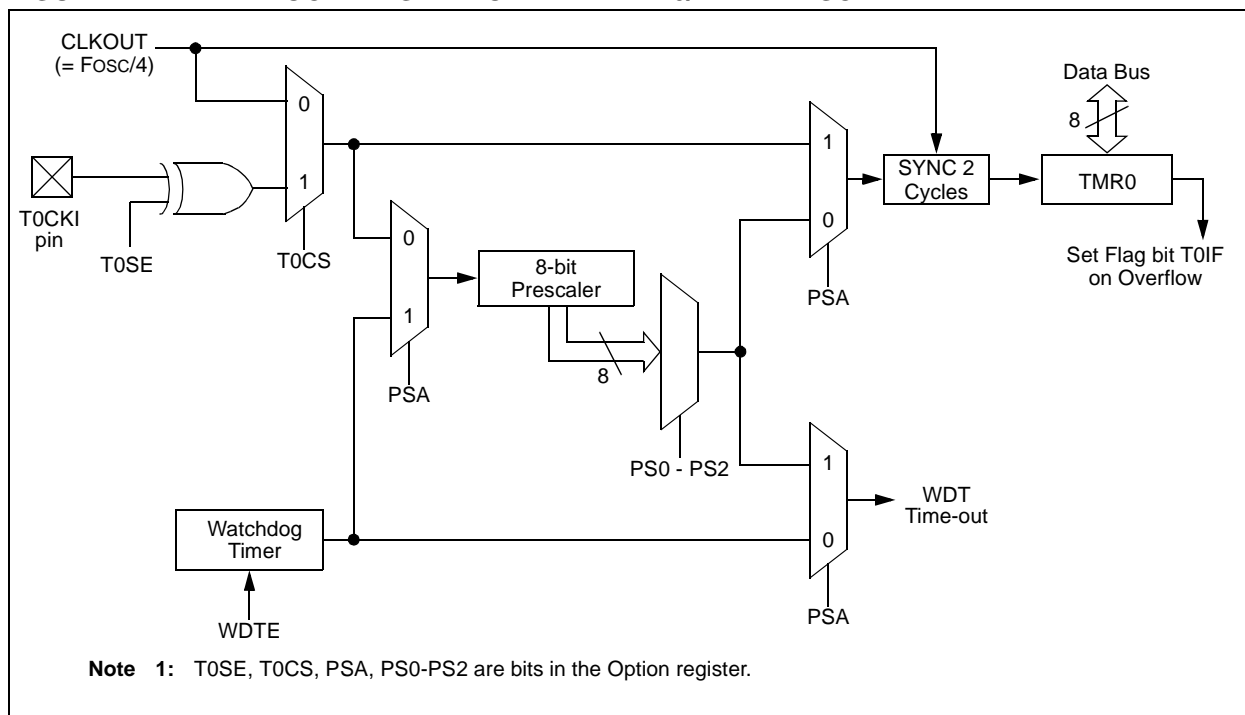 CLKOUT
(= FOSC/4)
0
1
T0CKI
pin
T0SE
T0CS
0
1
PSA
8-bit
Prescaler
8
PS0 - PS2
1
0
PSA
SYNC 2
Cycles
Data Bus
8
TMR0
Set Flag bit T0IF
on Overflow
1
0
PSA
WDT
Time-out
Watchdog
Timer
WDTE
Note 1: T0SE, T0CS, PSA, PS0-PS2 are bits in the Option register.